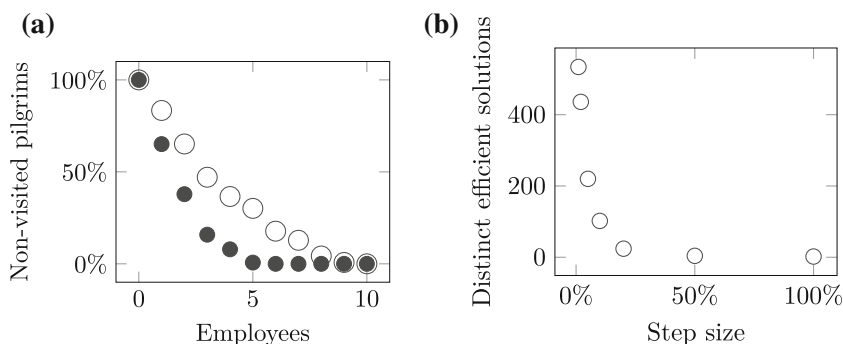 (a)
Non-visited pilgrims
100%
50%
0%
0
5
10
Employees
(b)
Distinct efficient solutions
400
200
0
0%
50%
100%
Step size